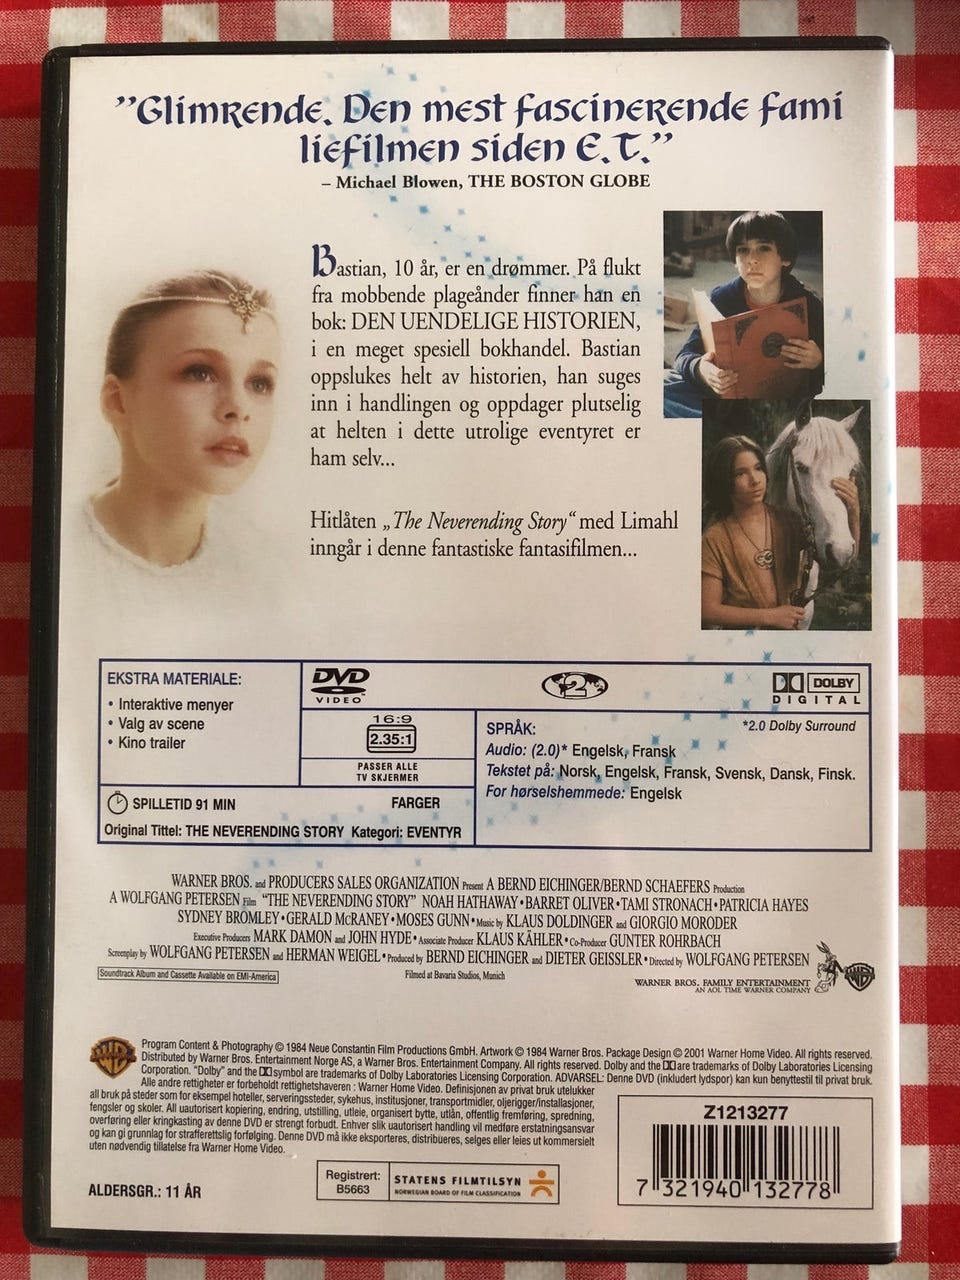 ”Glimrende. Den mest fascinerende fami
liefilmen siden E.T.”
– Michael Blowen, THE BOSTON GLOBE
Bastian, 10 år, er en drømmer. På flukt
fra mobbende plageånder finner han en
bok: DEN UENDELIGE HISTORIEN,
i en meget spesiell bokhandel. Bastian
oppslukes helt av historien, han suges
inn i handlingen og oppdager plutselig
at helten i dette utrolige eventyret er
ham selv...
Hitlåten „The Neverending Story“ med Limahl
inngår i denne fantastiske fantasifilmen...
EKSTRA MATERIALE:
• Interaktive menyer
• Valg av scene
• Kino trailer
DVD
VIDEO
2
DOLBY
DIGITAL
16:9
2.35:1
PASSER ALLE
TV SKJERMER
SPRÅK:
*2.0 Dolby Surround
Audio: (2.0)* Engelsk, Fransk
Tekstet på: Norsk, Engelsk, Fransk, Svensk, Dansk, Finsk.
For hørselshemmede: Engelsk
SPILLETID 91 MIN FARGER
Original Tittel: THE NEVERENDING STORY Kategori: EVENTYR
WARNER BROS. and PRODUCERS SALES ORGANIZATION Present A BERND EICHINGER/BERND SCHAEFERS Production
A WOLFGANG PETERSEN Film “THE NEVERENDING STORY” NOAH HATHAWAY • BARRET OLIVER • TAMI STRONACH • PATRICIA HAYES
SYDNEY BROMLEY • GERALD McRANEY • MOSES GUNN • Music by KLAUS DOLDINGER and GIORGIO MORODER
Executive Producers MARK DAMON and JOHN HYDE • Associate Producer KLAUS KÄHLER • Co-Producer GUNTER ROHRBACH
Screenplay by WOLFGANG PETERSEN and HERMAN WEIGEL • Produced by BERND EICHINGER and DIETER GEISSLER • Directed by WOLFGANG PETERSEN
Soundtrack Album and Cassette Available on EMI-America
Filmed at Bavaria Studios, Munich
WARNER BROS. FAMILY ENTERTAINMENT
AN AOL TIME WARNER COMPANY
Program Content & Photography © 1984 Neue Constantin Film Productions GmbH. Artwork © 1984 Warner Bros. Package Design © 2001 Warner Home Video. All rights reserved.
Distributed by Warner Bros. Entertainment Norge AS, a Warner Bros. Entertainment Company. All rights reserved. Dolby and the DD are trademarks of Dolby Laboratories Licensing
Corporation. "Dolby" and the DD symbol are trademarks of Dolby Laboratories Licensing Corporation. ADVARSEL: Denne DVD (inkludert lydspor) kan kun benyttestil til privat bruk.
Alle andre rettigheter er forbeholdt rettighetshaveren : Warner Home Video. Definisjonen av privat bruk utelukker
all bruk på steder som for eksempel hoteller, serveringssteder, sykehus, institusjoner, transportmidler, oljerigger/installasjoner,
fengsler og skoler. All uautorisert kopiering, endring, utstilling, utleie, organisert bytte, utlån, offentlig fremføring, spredning,
overføring eller kringkasting av denne DVD er strengt forbudt. Enhver slik uautorisert handling vil medføre erstatningsansvar
og kan gi grunnlag for strafferettslig forfølging. Denne DVD må ikke eksporteres, distribueres, selges eller leies ut kommersielt
uten nødvendig tillatelse fra Warner Home Video.
ALDERSGR.: 11 ÅR
Registrert:
B5663
STATENS FILMTILSYN
NORWEGIAN BOARD OF FILM CLASSIFICATION
Z1213277
7 321940 132778